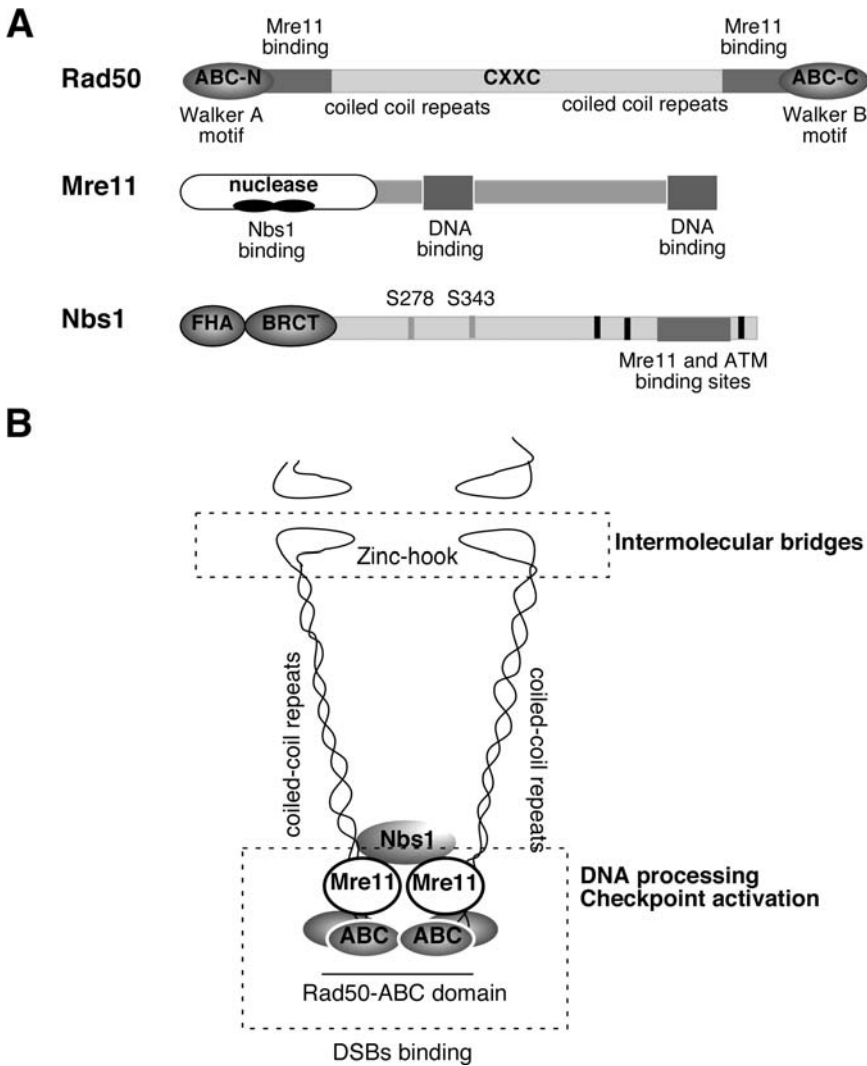 A
Mre11
binding
Mre11
binding
Rad50
ABC-N
CXXC
ABC-C
Walker A
motif
coiled coil repeats
coiled coil repeats
Walker B
motif
Mre11
nuclease
Nbs1
binding
DNA
binding
DNA
binding
S278 S343
Nbs1
FHA
BRCT
Mre11 and ATM
binding sites
B
Zinc-hook
Intermolecular bridges
coiled-coil repeats
coiled-coil repeats
Nbs1
Mre11
Mre11
DNA processing
Checkpoint activation
ABC
ABC
Rad50-ABC domain
DSBs binding